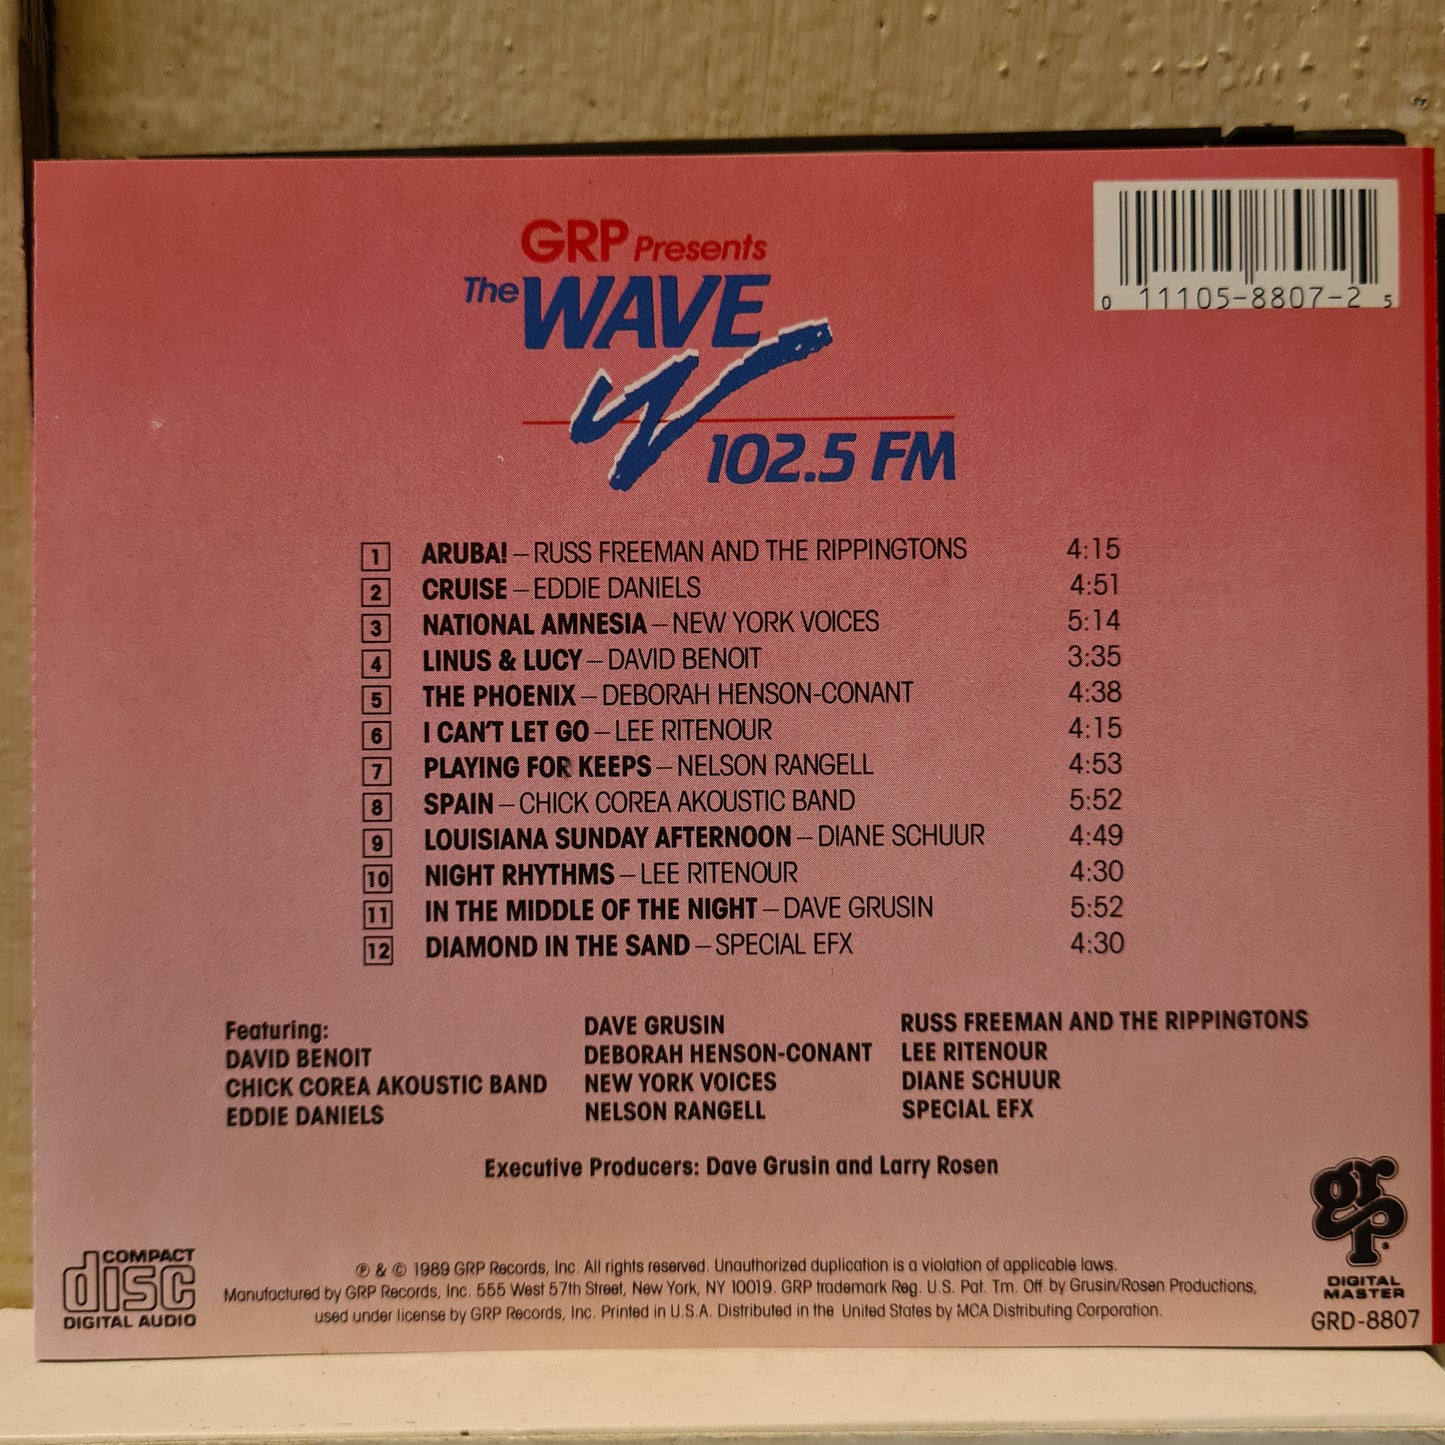 GRP Presents
The WAVE
102.5 FM
0 11105-8807-2 5
1 ARUBA! – RUSS FREEMAN AND THE RIPPINGTONS 4:15
2 CRUISE – EDDIE DANIELS 4:51
3 NATIONAL AMNESIA – NEW YORK VOICES 5:14
4 LINUS & LUCY – DAVID BENOIT 3:35
5 THE PHOENIX – DEBORAH HENSON-CONANT 4:38
6 I CAN'T LET GO – LEE RITENOUR 4:15
7 PLAYING FOR KEEPS – NELSON RANGELL 4:53
8 SPAIN – CHICK COREA AKOUSTIC BAND 5:52
9 LOUISIANA SUNDAY AFTERNOON – DIANE SCHUUR 4:49
10 NIGHT RHYTHMS – LEE RITENOUR 4:30
11 IN THE MIDDLE OF THE NIGHT – DAVE GRUSIN 5:52
12 DIAMOND IN THE SAND – SPECIAL EFX 4:30
Featuring:
DAVID BENOIT
CHICK COREA AKOUSTIC BAND
EDDIE DANIELS
DAVE GRUSIN
DEBORAH HENSON-CONANT
NEW YORK VOICES
NELSON RANGELL
RUSS FREEMAN AND THE RIPPINGTONS
LEE RITENOUR
DIANE SCHUUR
SPECIAL EFX
Executive Producers: Dave Grusin and Larry Rosen
COMPACT
disc
DIGITAL AUDIO
℗ & © 1989 GRP Records, Inc. All rights reserved. Unauthorized duplication is a violation of applicable laws.
Manufactured by GRP Records, Inc. 555 West 57th Street, New York, NY 10019. GRP trademark Reg. U.S. Pat. Tm. Off. by Grusin/Rosen Productions,
used under license by GRP Records, Inc. Printed in U.S.A. Distributed in the United States by MCA Distributing Corporation.
grp
DIGITAL
MASTER
GRD-8807